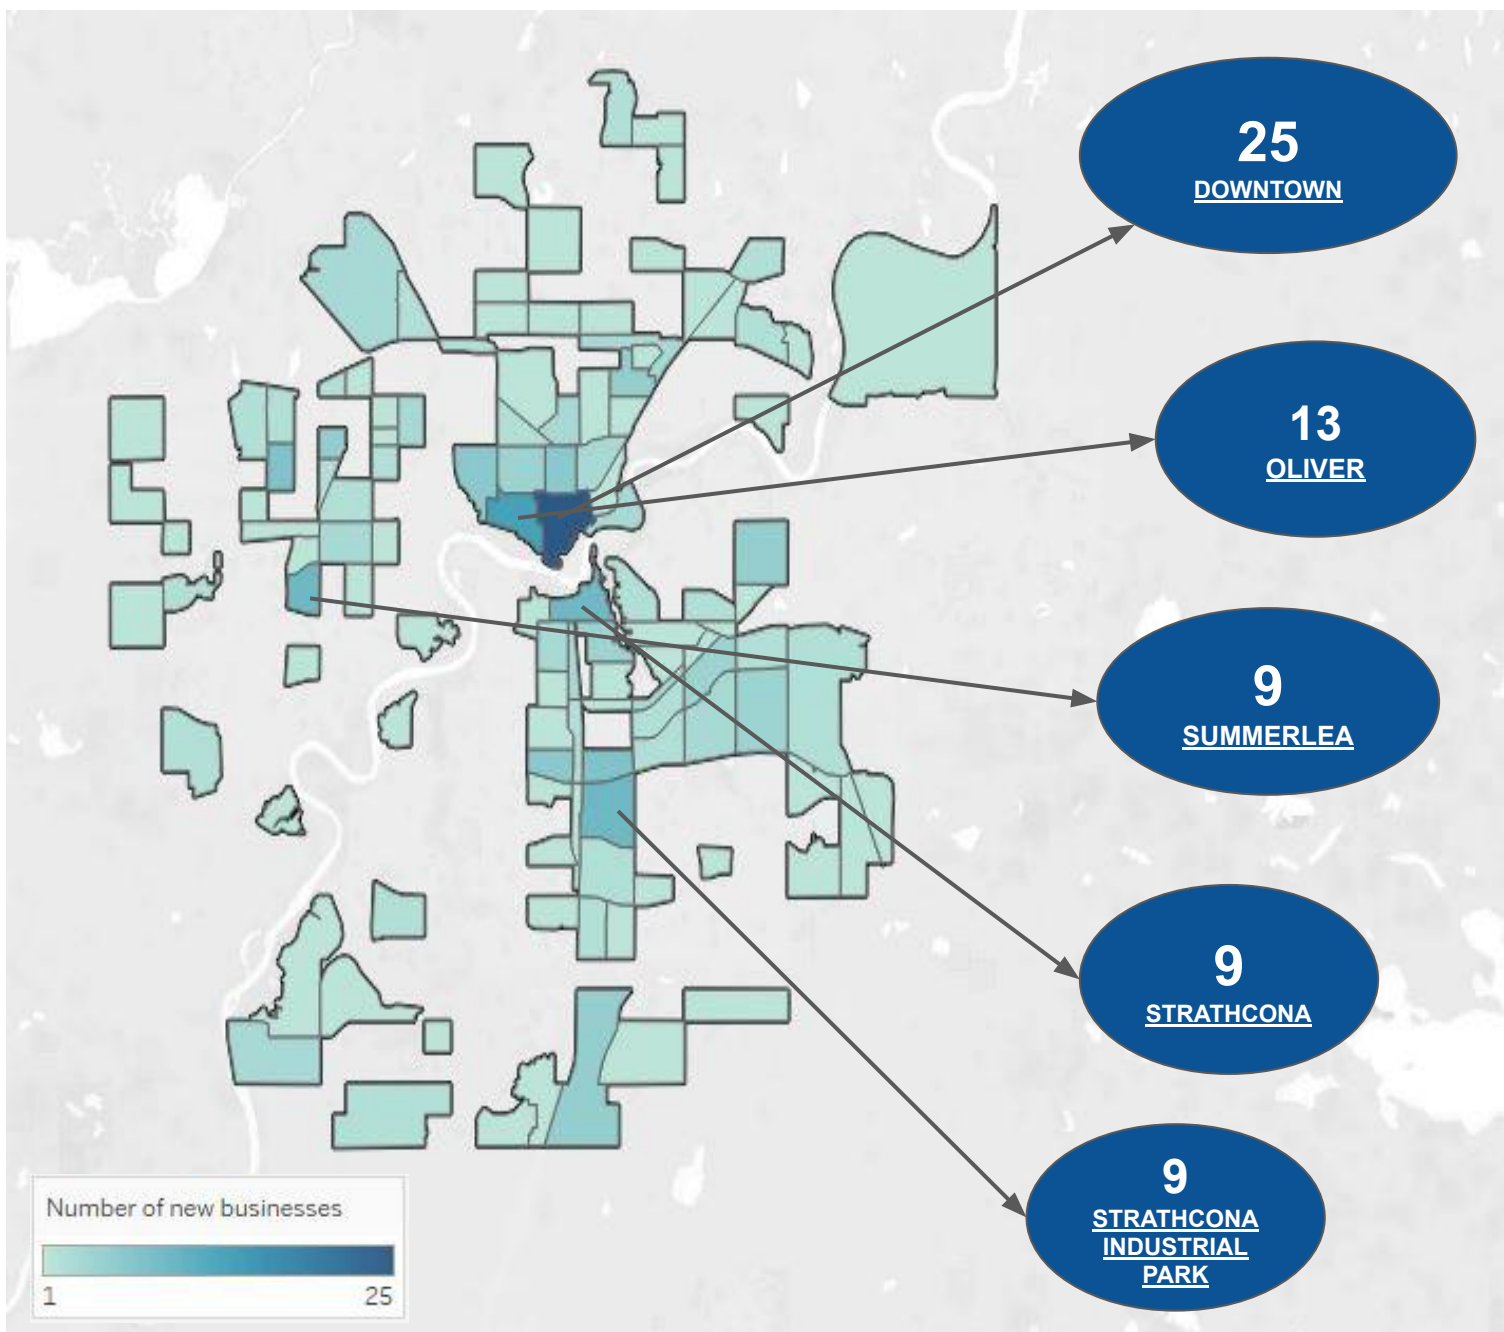 25
DOWNTOWN
13
OLIVER
9
SUMMERLEA
9
STRATHCONA
9
STRATHCONA
INDUSTRIAL
PARK
Number of new businesses
1 25